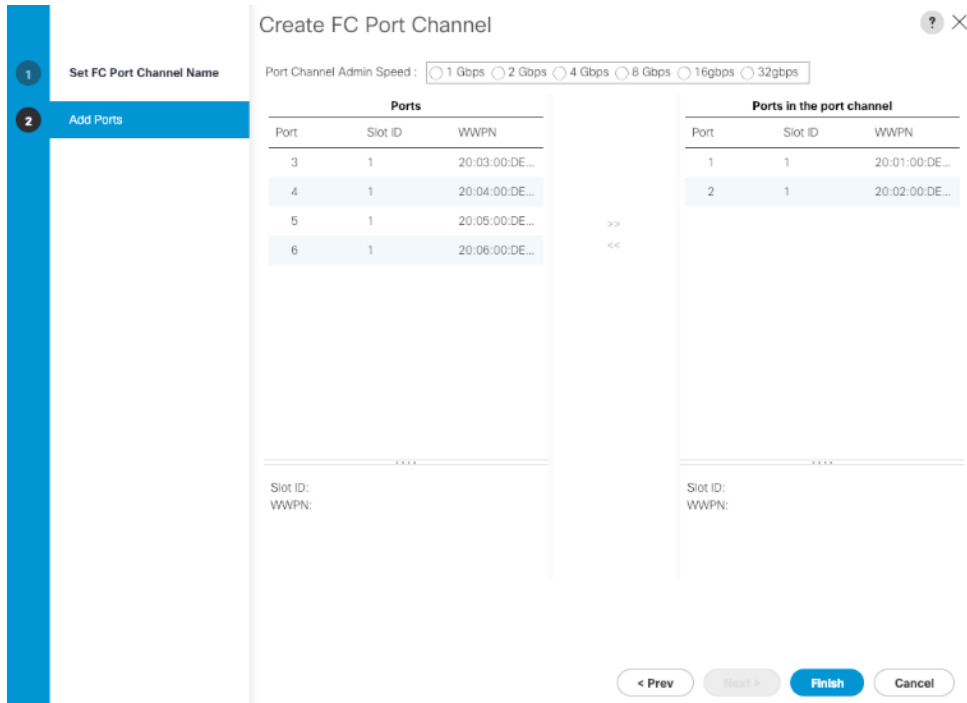 Create FC Port Channel
?
1 Set FC Port Channel Name
2 Add Ports
Port Channel Admin Speed : 1 Gbps 2 Gbps 4 Gbps 8 Gbps 16gbps 32gbps
Ports
Port Slot ID WWPN
3 1 20:03:00:DE...
4 1 20:04:00:DE...
5 1 20:05:00:DE...
6 1 20:06:00:DE...
>>
<<
Ports in the port channel
Port Slot ID WWPN
1 1 20:01:00:DE...
2 1 20:02:00:DE...
Slot ID:
WWPN:
Slot ID:
WWPN:
< Prev Next > Finish Cancel